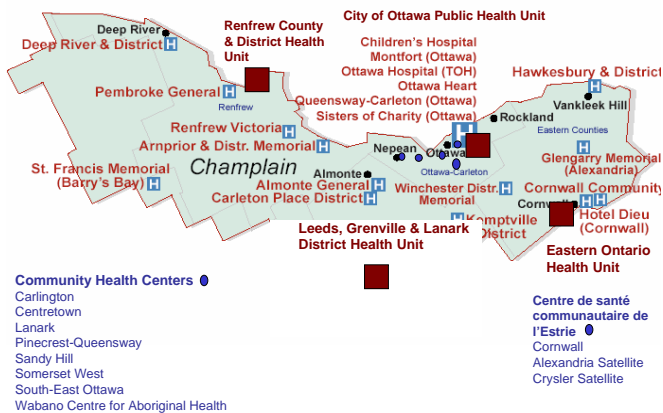 City of Ottawa Public Health Unit
Renfrew County
& District Health
Unit
Deep River
Deep River & District H
Children's Hospital
Montfort (Ottawa)
Ottawa Hospital (TOH)
Ottawa Heart
Queensway-Carleton (Ottawa)
Sisters of Charity (Ottawa)
H
Hawkesbury & District
H
Vankleek Hill
Pembroke General H
Renfrew
Rockland
Eastern Counties
Renfrew Victoria H
Arnprior & Distr. Memorial H
Nepean
Ottawa
Ottawa-Carleton
H
Glengarry Memorial
(Alexandria)
Champlain
St. Francis Memorial
(Barry's Bay) H
Almonte
Almonte General H
Carleton Place District H
Winchester Distr. H
Memorial
Cornwall Community
Cornwall H H
Hotel Dieu
(Cornwall)
H Kemptville
District
Leeds, Grenville & Lanark
District Health Unit
Eastern Ontario
Health Unit
Community Health Centers
Carlington
Centretown
Lanark
Pinecrest-Queensway
Sandy Hill
Somerset West
South-East Ottawa
Wabano Centre for Aboriginal Health
Centre de santé
communautaire de
l'Estrie
Cornwall
Alexandria Satellite
Crysler Satellite